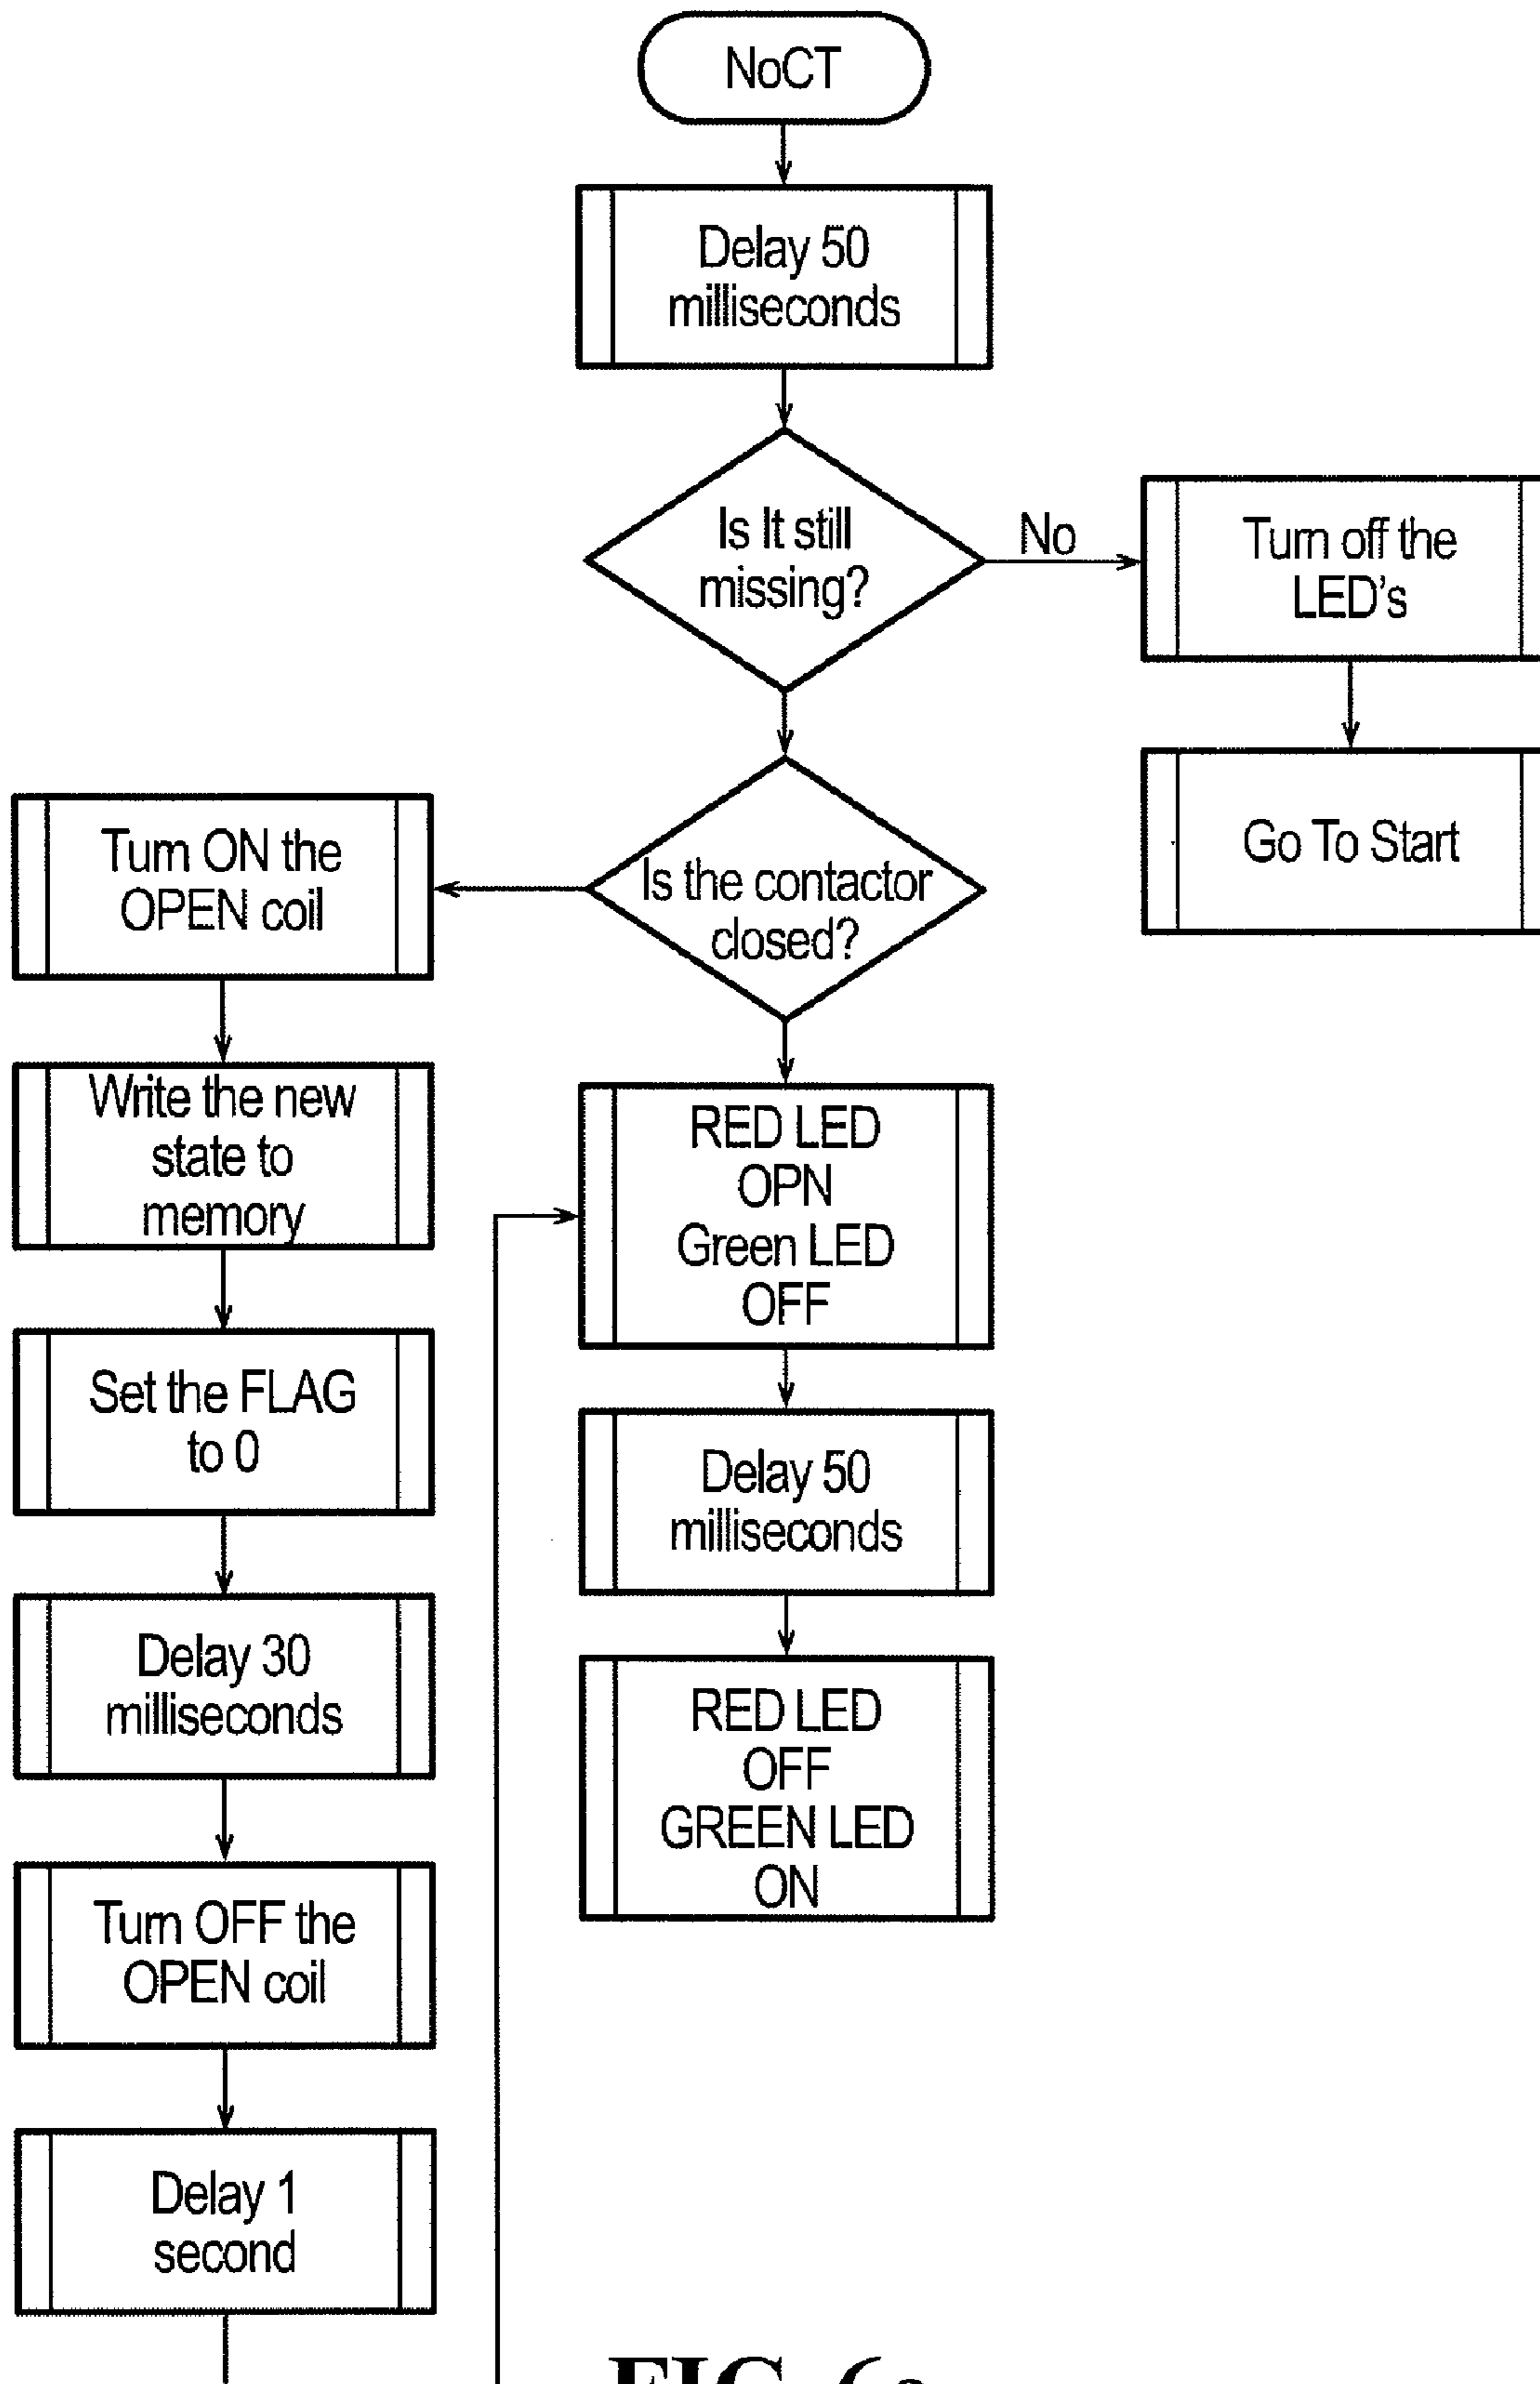 NoCT
Delay 50
milliseconds
Is It still
missing?
No
Turn off the
LED's
Go To Start
Is the contactor
closed?
Turn ON the
OPEN coil
Write the new
state to
memory
Set the FLAG
to 0
Delay 30
milliseconds
Turn OFF the
OPEN coil
Delay 1
second
RED LED
OPN
Green LED
OFF
Delay 50
milliseconds
RED LED
OFF
GREEN LED
ON
FIG. 6a